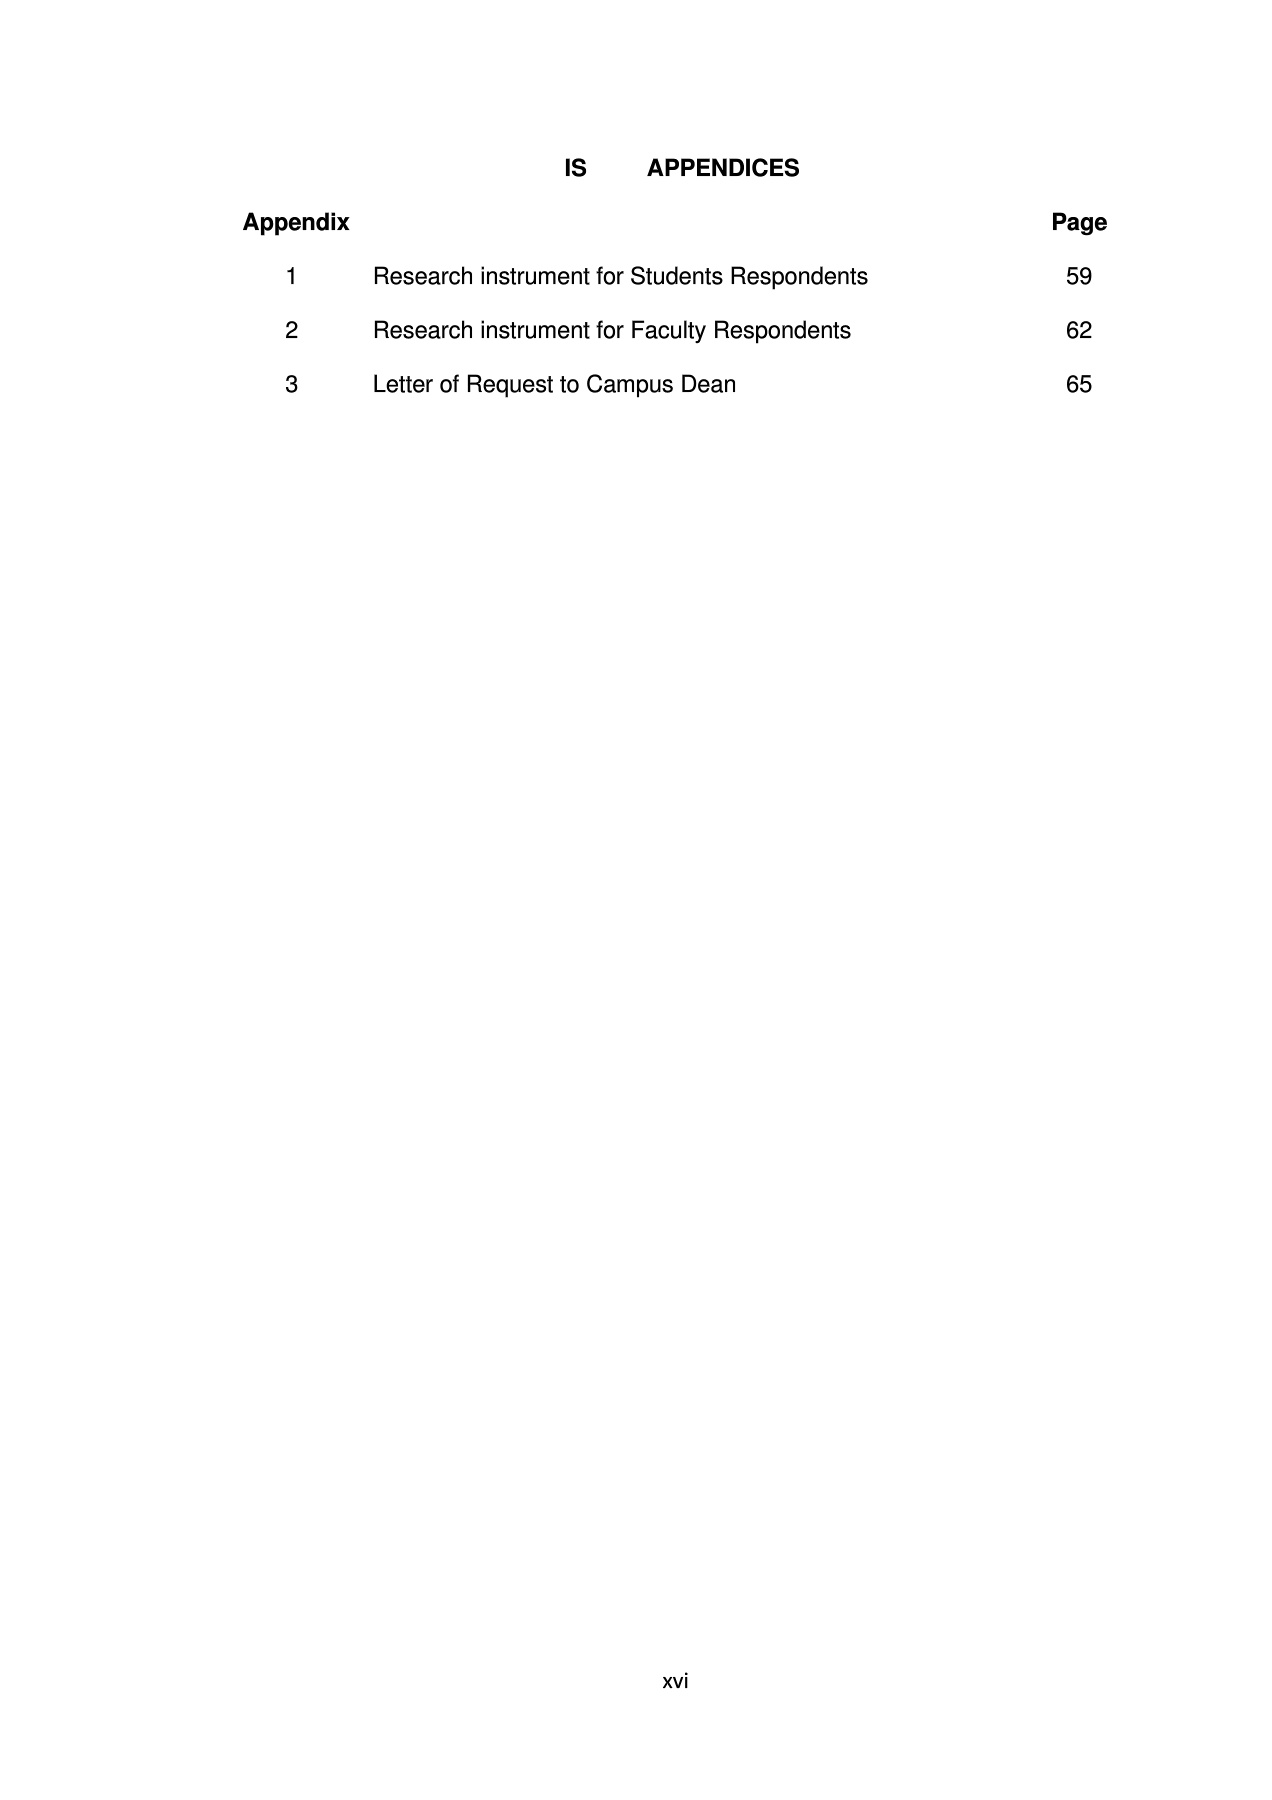 IS APPENDICES
Appendix Page
1 Research instrument for Students Respondents 59
2 Research instrument for Faculty Respondents 62
3 Letter of Request to Campus Dean 65
xvi